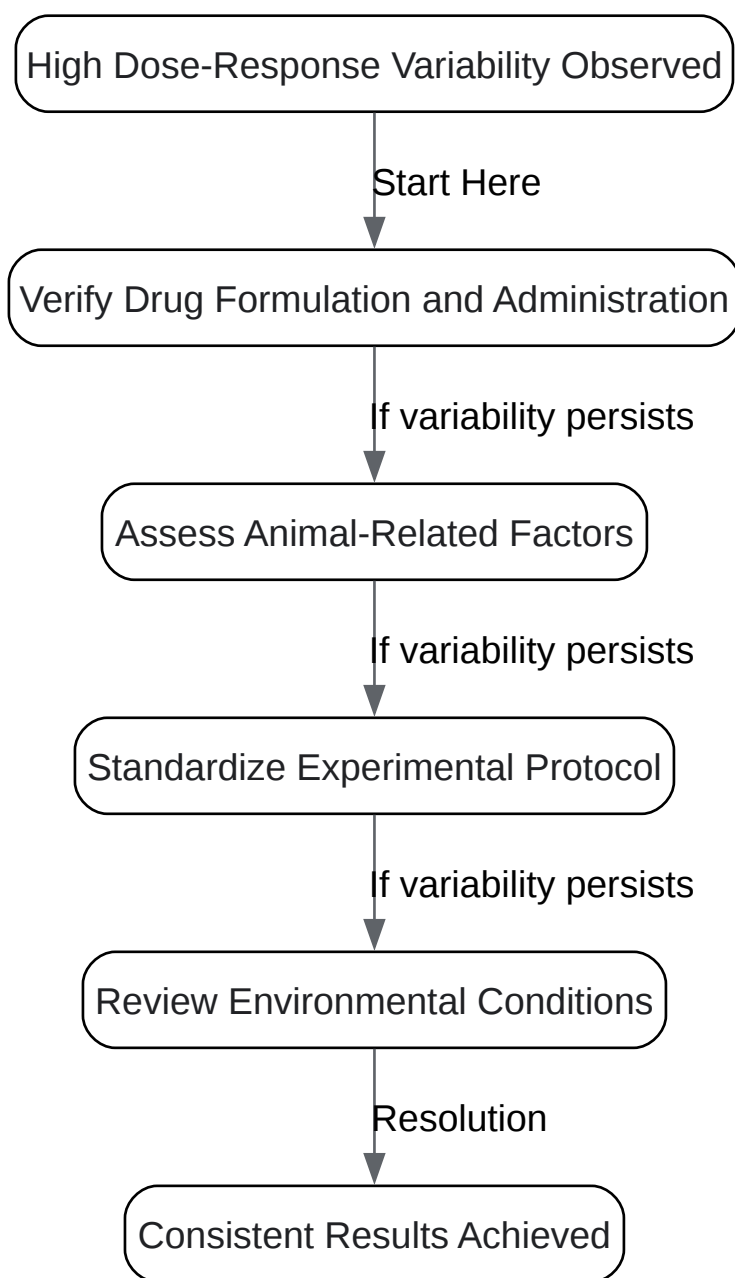 High Dose-Response Variability Observed
Start Here
Verify Drug Formulation and Administration
If variability persists
Assess Animal-Related Factors
If variability persists
Standardize Experimental Protocol
If variability persists
Review Environmental Conditions
Resolution
Consistent Results Achieved